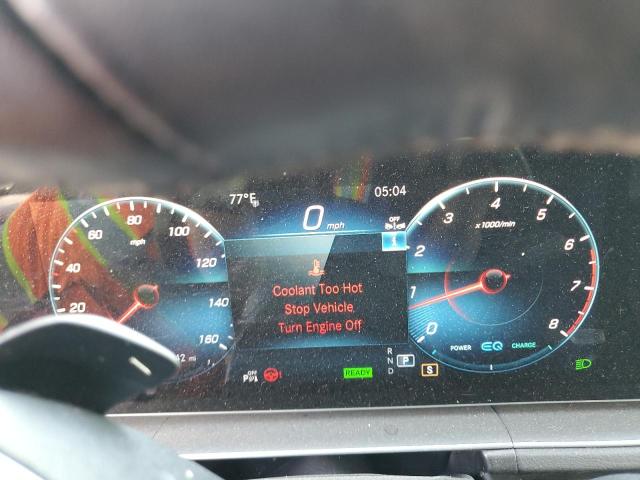 77°F
05:04
0 mph
OFF
Coolant Too Hot
Stop Vehicle
Turn Engine Off
20
40
60
80
100
120
140
160
mph
mi
0
1
2
3
4
5
6
7
8
x1000/min
POWER EQ CHARGE
OFF
READY
R
N
D
P
S